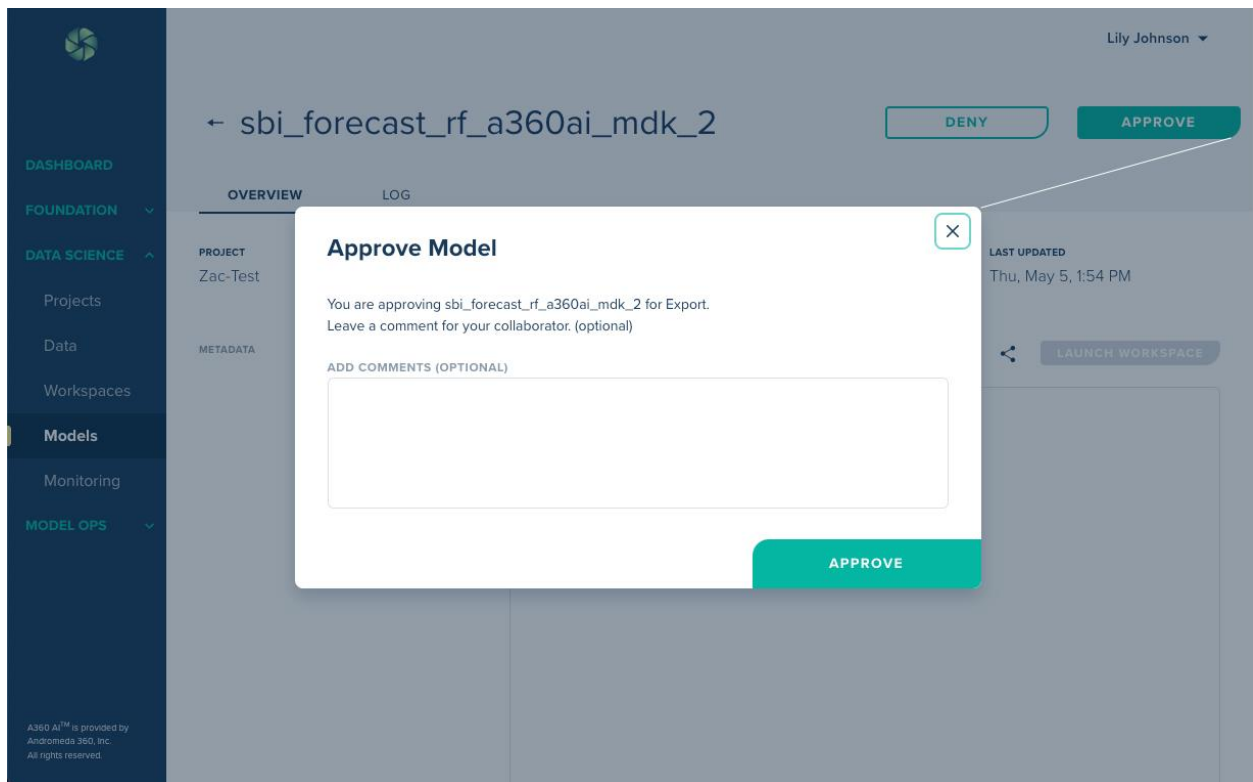 Lily Johnson
← sbi_forecast_rf_a360ai_mdk_2
DENY
APPROVE
DASHBOARD
FOUNDATION
DATA SCIENCE
Projects
Data
Workspaces
Models
Monitoring
MODEL OPS
OVERVIEW
LOG
PROJECT
Zac-Test
LAST UPDATED
Thu, May 5, 1:54 PM
METADATA
LAUNCH WORKSPACE
Approve Model
You are approving sbi_forecast_rf_a360ai_mdk_2 for Export.
Leave a comment for your collaborator. (optional)
ADD COMMENTS (OPTIONAL)
APPROVE
A360 AI™ is provided by
Andromeda 360, Inc.
All rights reserved.